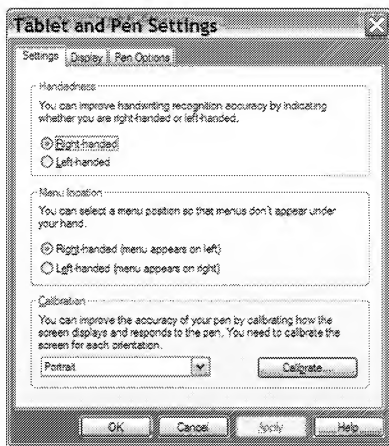 Tablet and Pen Settings
Settings Display Pen Options
Handedness
You can improve handwriting recognition accuracy by indicating
whether you are right-handed or left-handed.
Right-handed
Left-handed
Menu location
You can select a menu position so that menus don't appear under
your hand.
Right-handed (menu appears on left)
Left-handed (menu appears on right)
Calibration
You can improve the accuracy of your pen by calibrating how the
screen displays and responds to the pen. You need to calibrate the
screen for each orientation.
Portrait Calibrate...
OK Cancel Apply Help